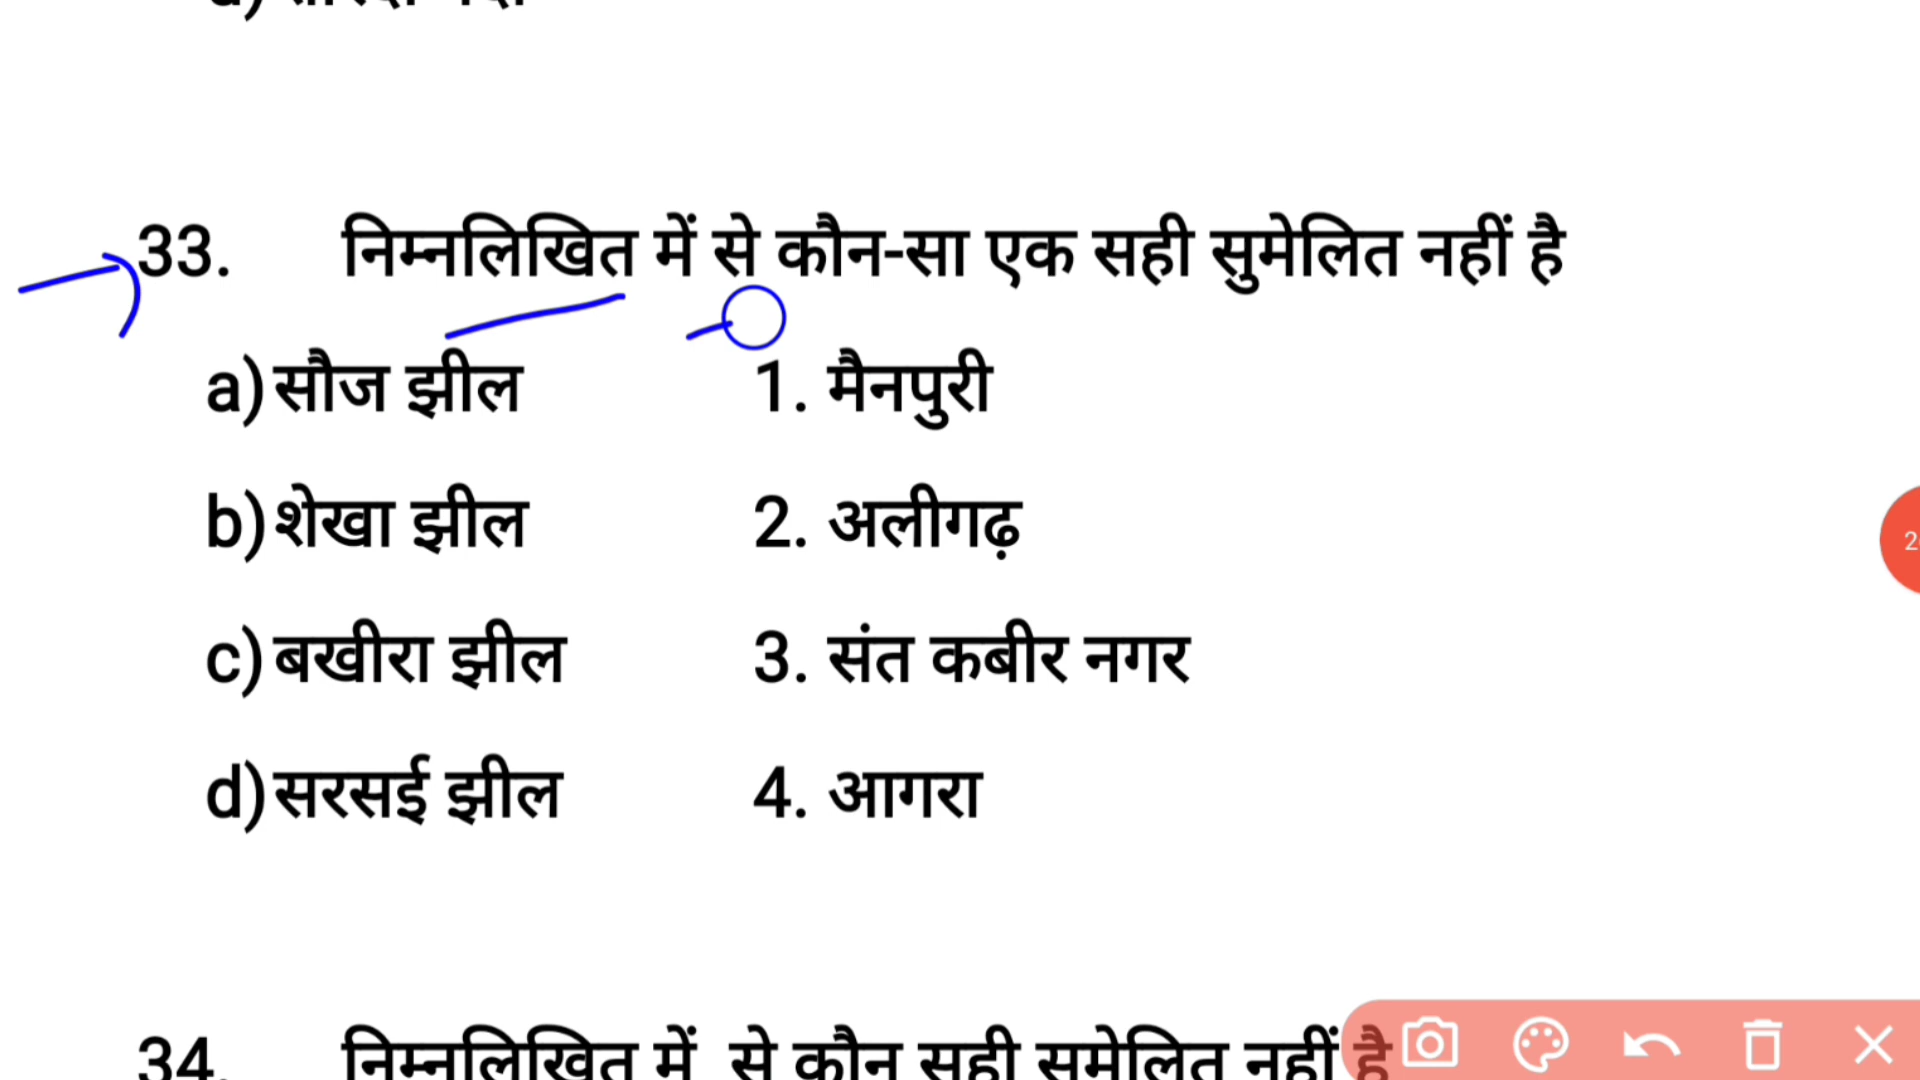 33. निम्नलिखित में से कौन-सा एक सही सुमेलित नहीं है
a) सौज झील 1. मैनपुरी
b) शेखा झील 2. अलीगढ़
c) बखीरा झील 3. संत कबीर नगर
d) सरसई झील 4. आगरा
34. निम्नलिखित में से कौन सही सुमेलित नहीं है